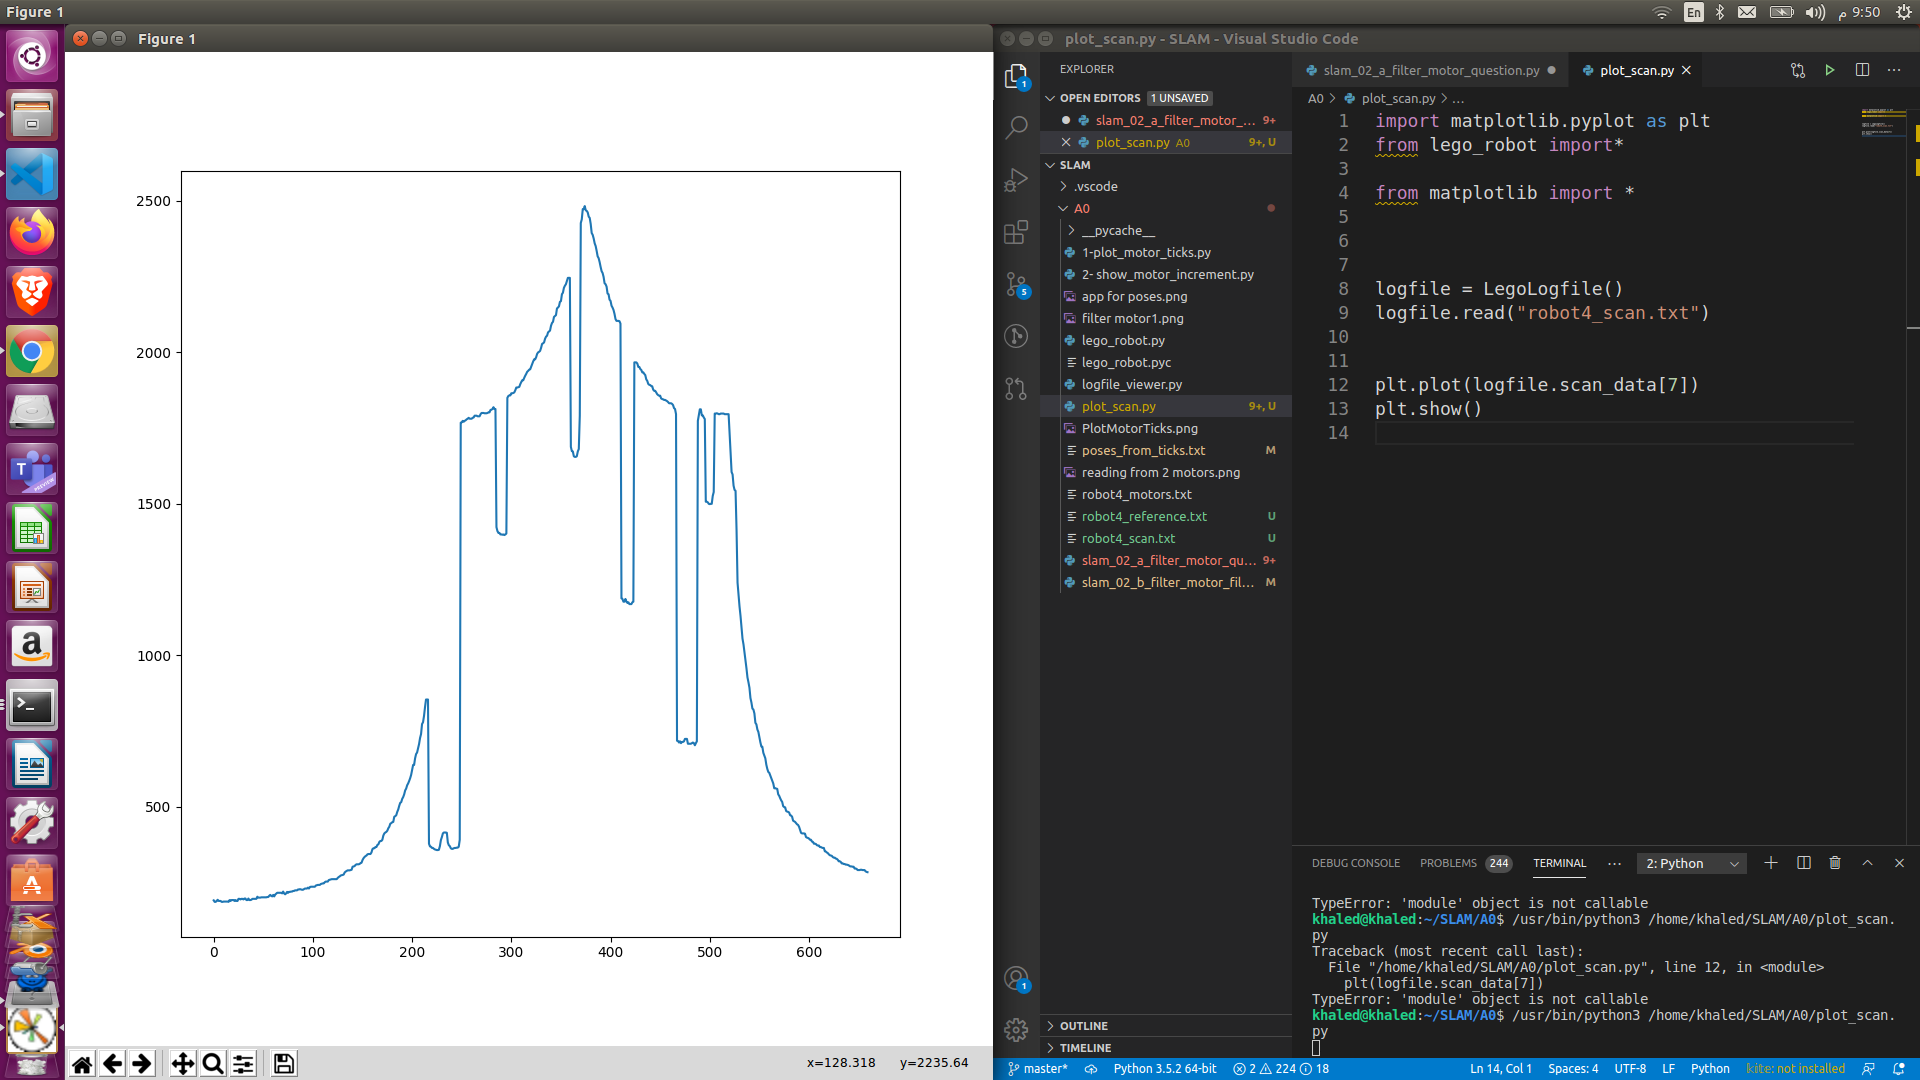 Figure 1
En
9:50 م
Figure 1
2500
2000
1500
1000
500
0
100
200
300
400
500
600
x=128.318 y=2235.64
plot_scan.py - SLAM - Visual Studio Code
EXPLORER
OPEN EDITORS 1 UNSAVED
slam_02_a_filter_motor_... 9+
plot_scan.py A0 9+, U
SLAM
.vscode
A0
__pycache__
1-plot_motor_ticks.py
2- show_motor_increment.py
app for poses.png
filter motor1.png
lego_robot.py
lego_robot.pyc
logfile_viewer.py
plot_scan.py 9+, U
PlotMotorTicks.png
poses_from_ticks.txt M
reading from 2 motors.png
robot4_motors.txt
robot4_reference.txt U
robot4_scan.txt U
slam_02_a_filter_motor_qu... 9+
slam_02_b_filter_motor_fil... M
OUTLINE
TIMELINE
1
5
1
slam_02_a_filter_motor_question.py
plot_scan.py
A0 > plot_scan.py > ...
1 import matplotlib.pyplot as plt
2 from lego_robot import*
3
4 from matplotlib import *
5
6
7
8 logfile = LegoLogfile()
9 logfile.read("robot4_scan.txt")
10
11
12 plt.plot(logfile.scan_data[7])
13 plt.show()
14
DEBUG CONSOLE PROBLEMS 244 TERMINAL ... 2: Python
TypeError: 'module' object is not callable
khaled@khaled:~/SLAM/A0$ /usr/bin/python3 /home/khaled/SLAM/A0/plot_scan.
py
Traceback (most recent call last):
File "/home/khaled/SLAM/A0/plot_scan.py", line 12, in <module>
plt(logfile.scan_data[7])
TypeError: 'module' object is not callable
khaled@khaled:~/SLAM/A0$ /usr/bin/python3 /home/khaled/SLAM/A0/plot_scan.
py
master* Python 3.5.2 64-bit 2 224 18 Ln 14, Col 1 Spaces: 4 UTF-8 LF Python kite: not installed